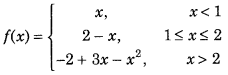 f(x) = { x, x < 1
2 – x, 1 ≤ x ≤ 2
–2 + 3x – x², x > 2